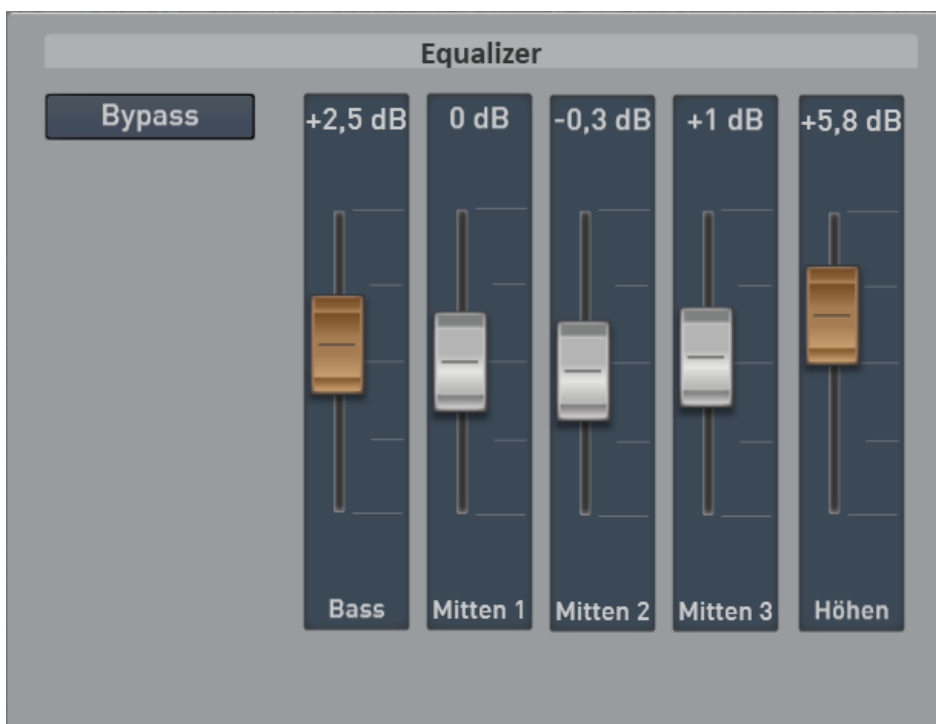 Equalizer
Bypass
+2,5 dB
0 dB
-0,3 dB
+1 dB
+5,8 dB
Bass
Mitten 1
Mitten 2
Mitten 3
Höhen